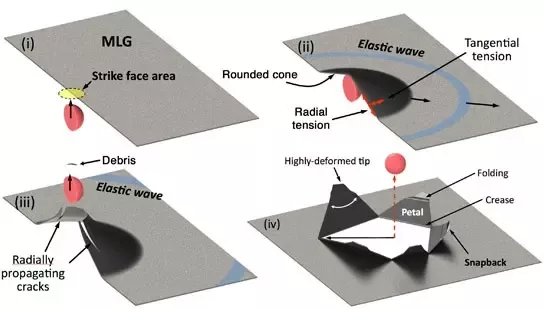 (i)
MLG
Strike face area
(ii)
Elastic wave
Tangential
tension
Rounded cone
Radial
tension
(iii)
Debris
Elastic wave
Radially
propagating
cracks
(iv)
Highly-deformed tip
Folding
Crease
Petal
Snapback